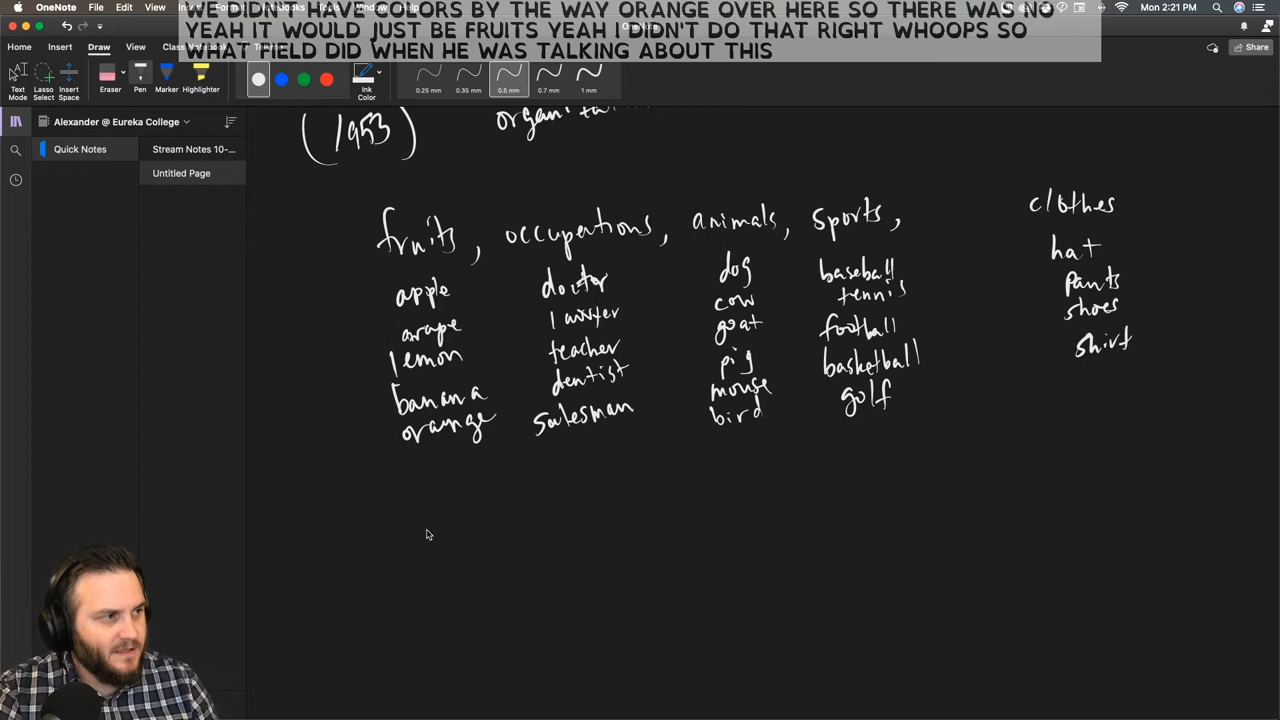 WE DIDN'T HAVE COLORS BY THE WAY ORANGE OVER HERE SO THERE WAS NO
YEAH IT WOULD JUST BE FRUITS YEAH I DON'T DO THAT RIGHT WHOOPS SO
WHAT FIELD DID WHEN HE WAS TALKING ABOUT THIS
OneNote File Edit Mon 2:21 PM
Home Insert Draw View Class Share
Text Mode Lasso Select Insert Space Eraser Pen Marker Highlighter Ink Color 0.25 mm 0.35 mm 0.5 mm 0.7 mm 1 mm
Alexander @ Eureka College
Quick Notes Stream Notes 10-...
Untitled Page
(1953)
fruits, occupations, animals, sports, clothes
apple doctor dog baseball hat
grape cow tennis pants
lemon teacher goat football shoes
banana dentist pig basketball shirt
orange salesman mouse golf
bird